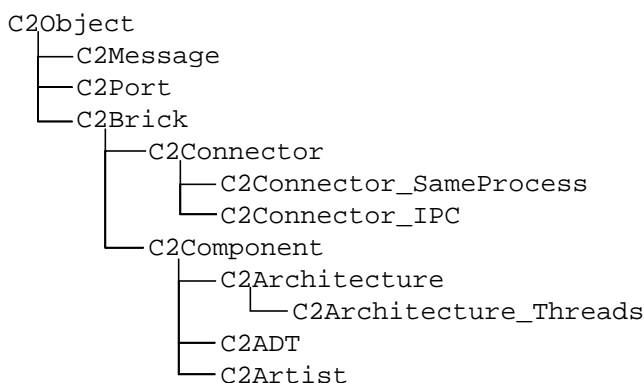 C2Object
C2Message
C2Port
C2Brick
C2Connector
C2Connector_SameProcess
C2Connector_IPC
C2Component
C2Architecture
C2Architecture_Threads
C2ADT
C2Artist